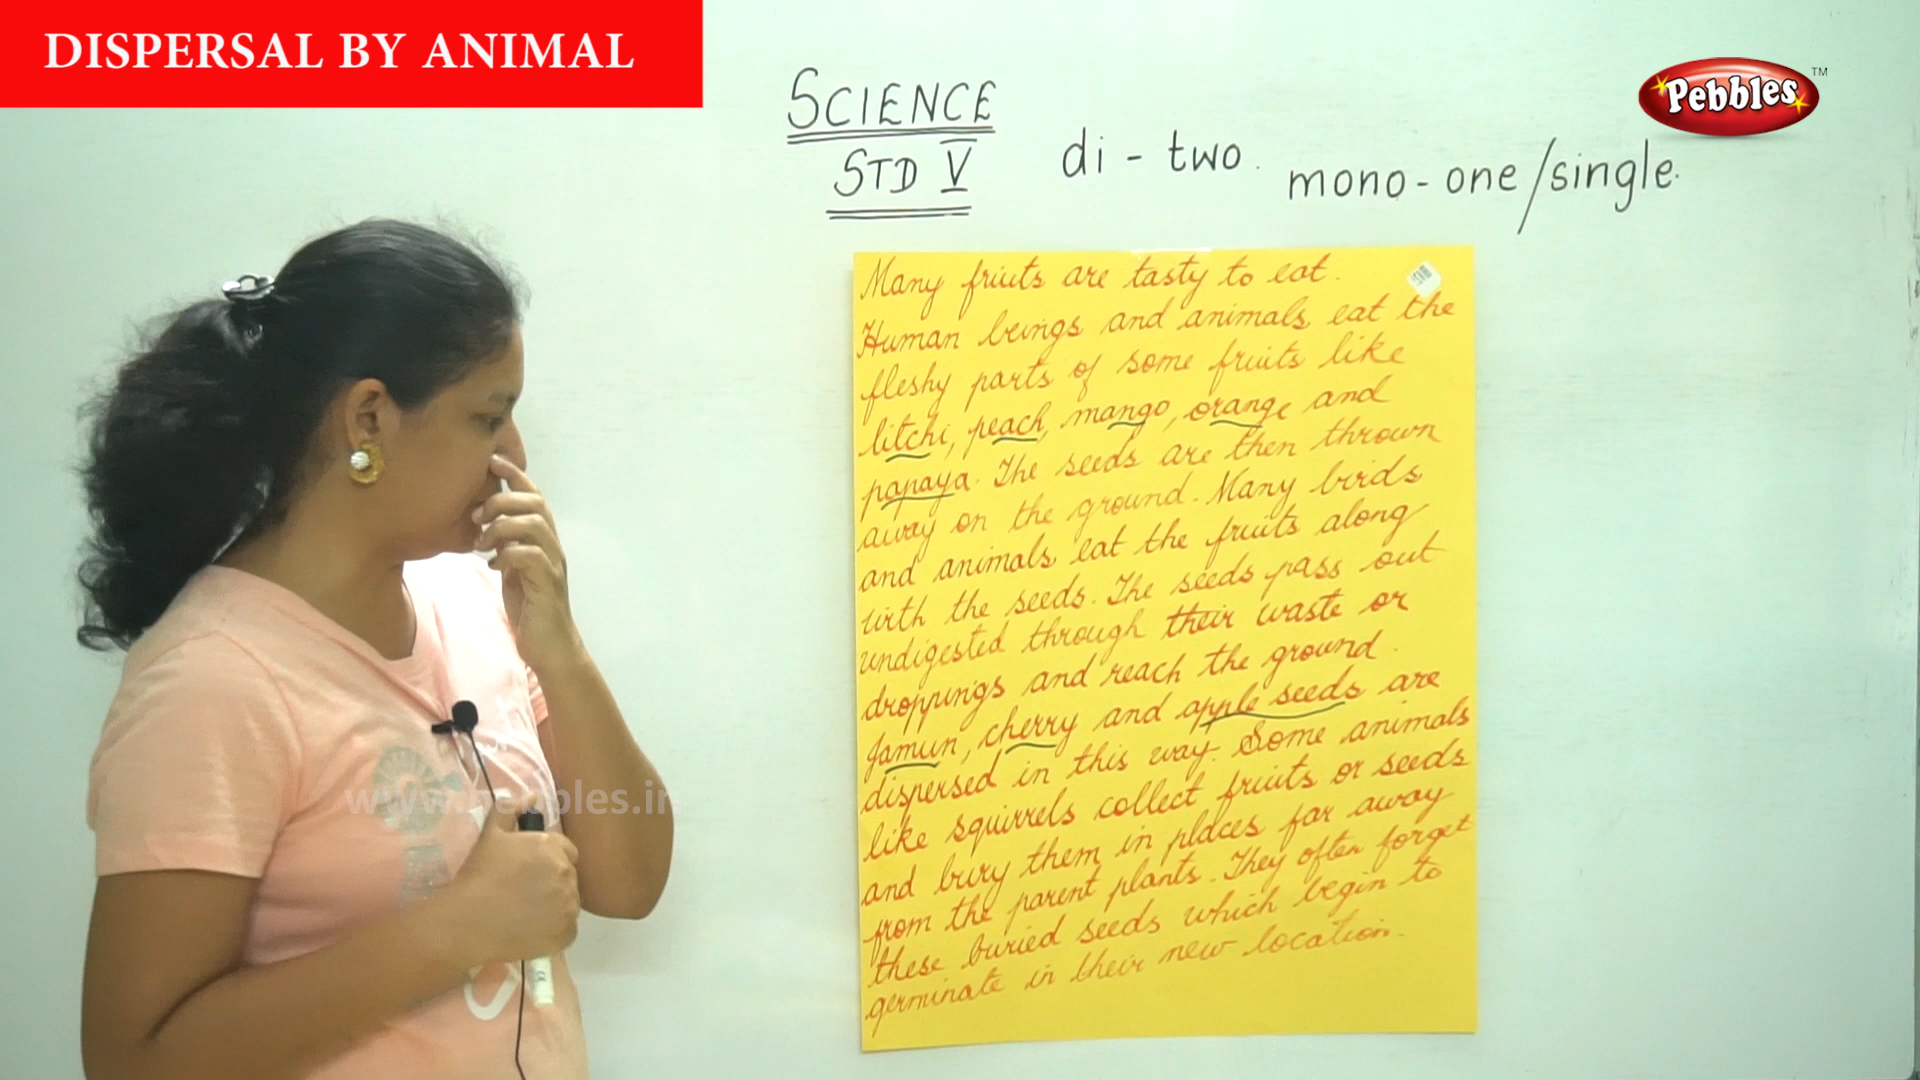 DISPERSAL BY ANIMAL
Pebbles TM
SCIENCE
STD V
di - two.
mono - one/single.
Many fruits are tasty to eat.
Human beings and animals eat the
fleshy parts of some fruits like
litchi, peach, mango, orange and
papaya. The seeds are then thrown
away on the ground. Many birds
and animals eat the fruits along
with the seeds. The seeds pass out
undigested through their waste or
droppings and reach the ground.
Jamun, cherry and apple seeds are
dispersed in this way. Some animals
like squirrels collect fruits or seeds
and bury them in places far away
from the parent plants. They often forget
these buried seeds which begin to
germinate in their new location.
www.pebbles.in